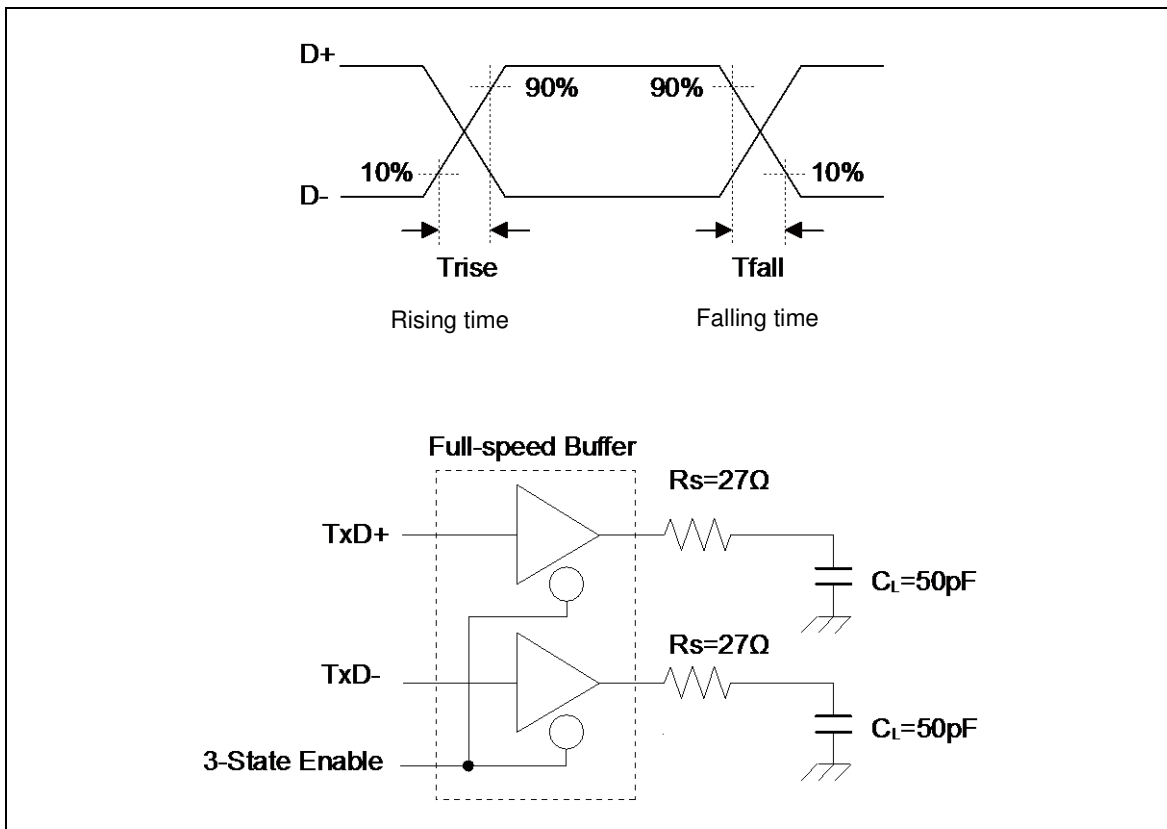 D+
90%
90%
10%
10%
D-
Trise
Tfall
Rising time
Falling time
Full-speed Buffer
Rs=27Ω
TxD+
CL=50pF
Rs=27Ω
TxD-
CL=50pF
3-State Enable